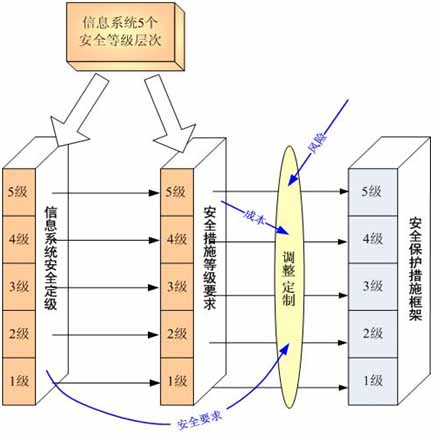 信息系统5个
安全等级层次
风险
5级
4级
3级
2级
1级
信息系统安全定级
5级
4级
3级
2级
1级
安全措施等级要求
成本
调整定制
5级
4级
3级
2级
1级
安全保护措施框架
安全要求